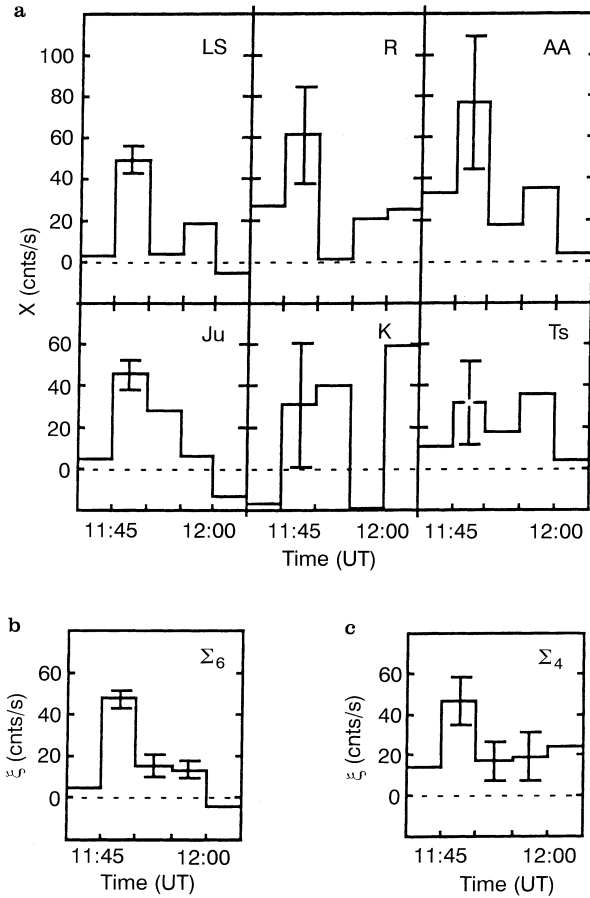 a
LS R AA
100
80
60
40
20
0
X (cnts/s)
Ju K Ts
60
40
20
0
11:45 12:00 11:45 12:00 11:45 12:00
Time (UT)
b
Σ6
60
40
20
0
ξ (cnts/s)
11:45 12:00
Time (UT)
c
Σ4
60
40
20
0
ξ (cnts/s)
11:45 12:00
Time (UT)